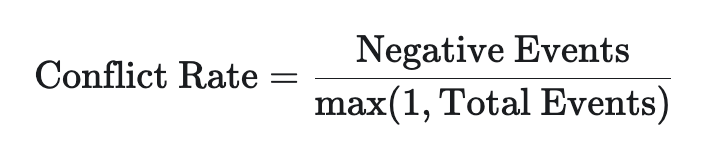 Conflict Rate = Negative Events
max(1, Total Events)